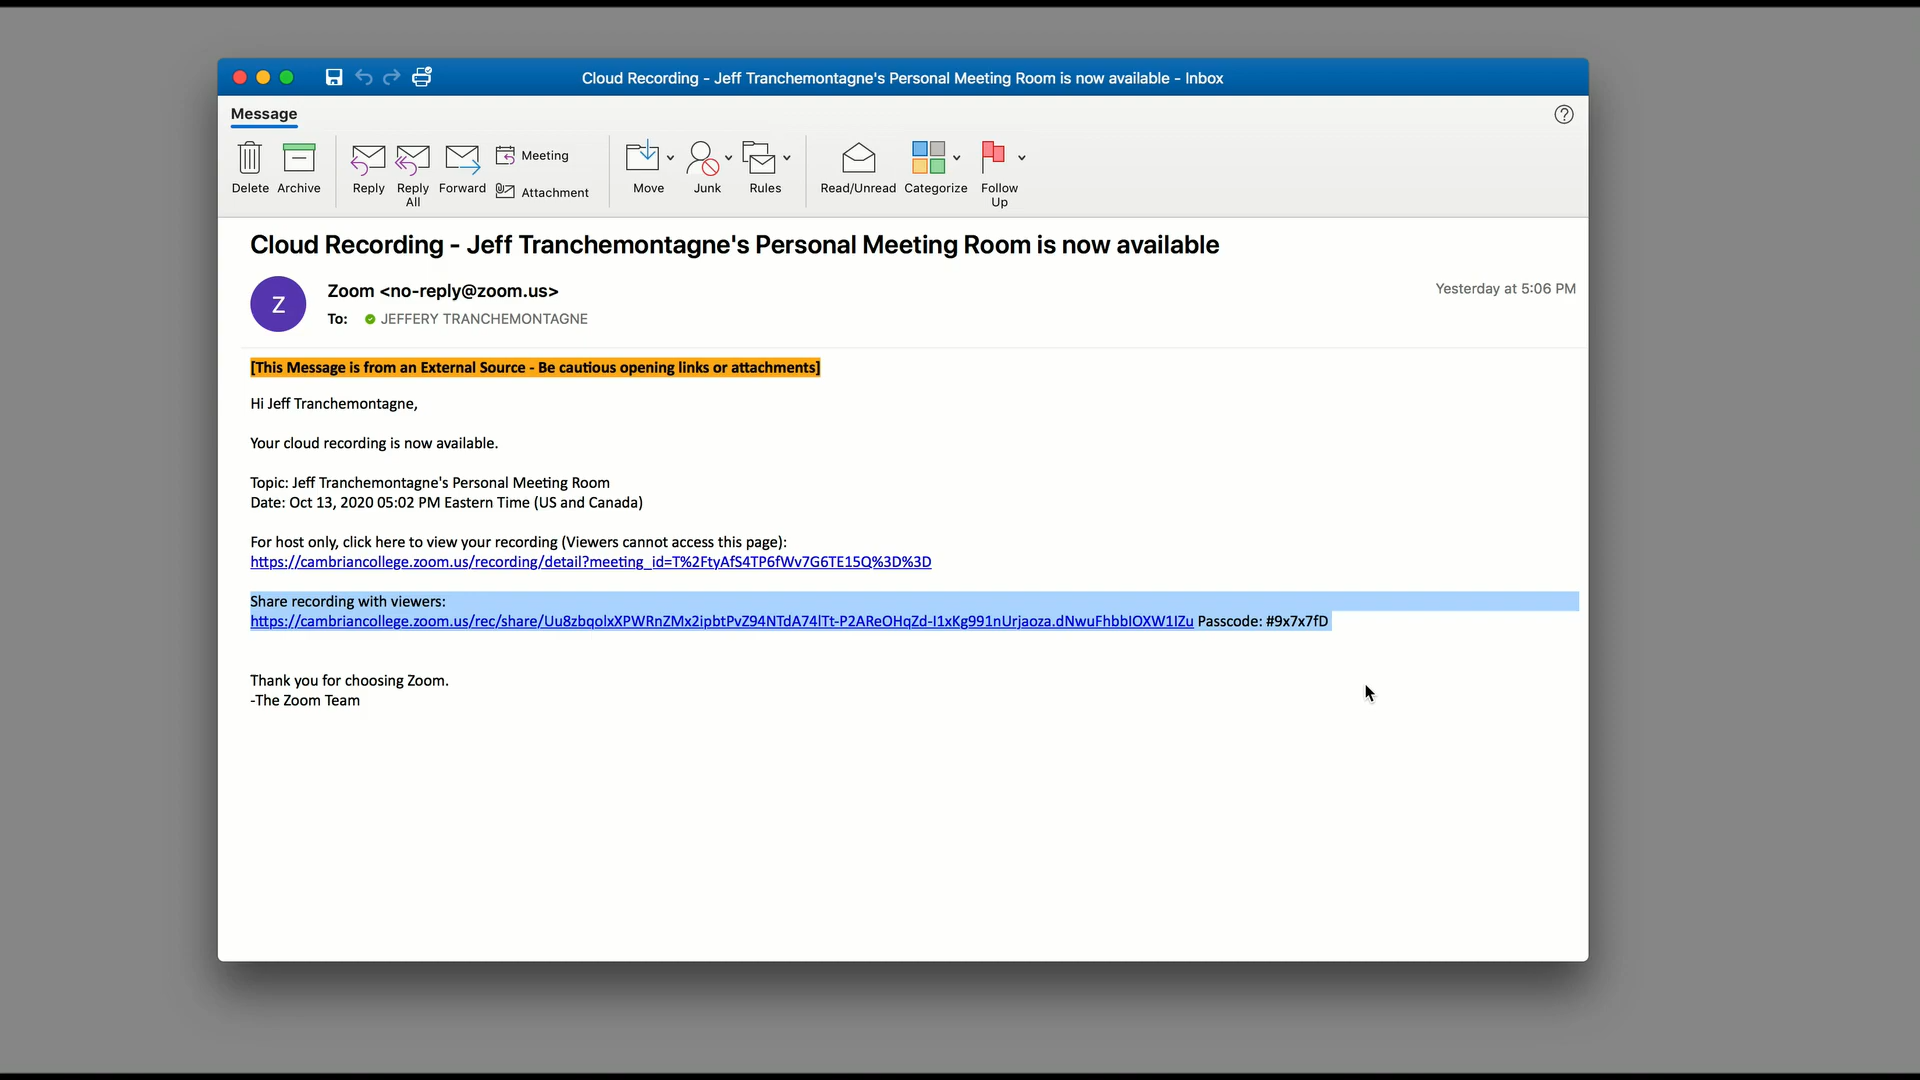 Cloud Recording - Jeff Tranchemontagne's Personal Meeting Room is now available - Inbox
Message
?
Delete
Archive
Reply
Reply All
Forward
Meeting
Attachment
Move
Junk
Rules
Read/Unread
Categorize
Follow Up
Cloud Recording - Jeff Tranchemontagne's Personal Meeting Room is now available
Z
Zoom <no-reply@zoom.us>
Yesterday at 5:06 PM
To: JEFFERY TRANCHEMONTAGNE
[This Message is from an External Source - Be cautious opening links or attachments]
Hi Jeff Tranchemontagne,
Your cloud recording is now available.
Topic: Jeff Tranchemontagne's Personal Meeting Room
Date: Oct 13, 2020 05:02 PM Eastern Time (US and Canada)
For host only, click here to view your recording (Viewers cannot access this page):
https://cambriancollege.zoom.us/recording/detail?meeting_id=T%2FtyAfS4TP6fWv7G6TE15Q%3D%3D
Share recording with viewers:
https://cambriancollege.zoom.us/rec/share/Uu8zbqolxXPWRnZMx2ipbtPvZ94NTdA74lTt-P2AReOHqZd-I1xKg991nUrjaoza.dNwuFhbbIOXW1IZu Passcode: #9x7x7fD
Thank you for choosing Zoom.
-The Zoom Team